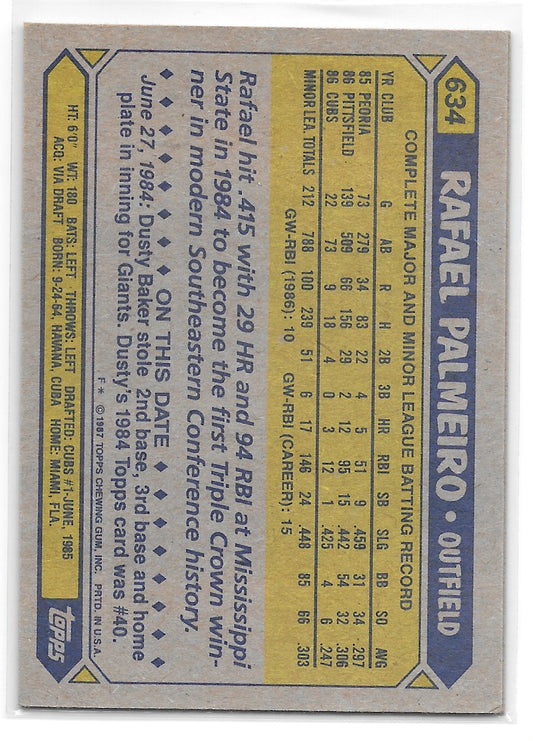 634 RAFAEL PALMEIRO • OUTFIELD
COMPLETE MAJOR AND MINOR LEAGUE BATTING RECORD
YR CLUB G AB R H 2B 3B HR RBI SB SLG BB SO AVG
85 PEORIA 73 279 34 83 22 4 5 51 9 .459 31 34 .297
86 PITTSFIELD 139 509 66 156 29 2 12 95 15 .442 54 32 .306
86 CUBS 22 73 9 18 4 0 3 12 1 .425 4 6 .247
MINOR LEA. TOTALS 212 788 100 239 51 6 17 146 24 .448 85 66 .303
GW-RBI (1986): 10 GW-RBI (CAREER): 15
Rafael hit .415 with 29 HR and 94 RBI at Mississippi
State in 1984 to become the first Triple Crown win-
ner in modern Southeastern Conference history.
◆ ◆ ◆ ◆ ◆ ◆ ◆ ON THIS DATE ◆ ◆ ◆ ◆ ◆ ◆ ◆
June 27, 1984: Dusty Baker stole 2nd base, 3rd base and home
plate in inning for Giants. Dusty's 1984 Topps card was #40.
F* © 1987 TOPPS CHEWING GUM, INC. PRTD. IN U.S.A.
HT: 6'0" WT: 180 BATS: LEFT THROWS: LEFT DRAFTED: CUBS #1-JUNE, 1985
ACQ: VIA DRAFT BORN: 9-24-64, HAVANA, CUBA HOME: MIAMI, FLA.
TOPPS